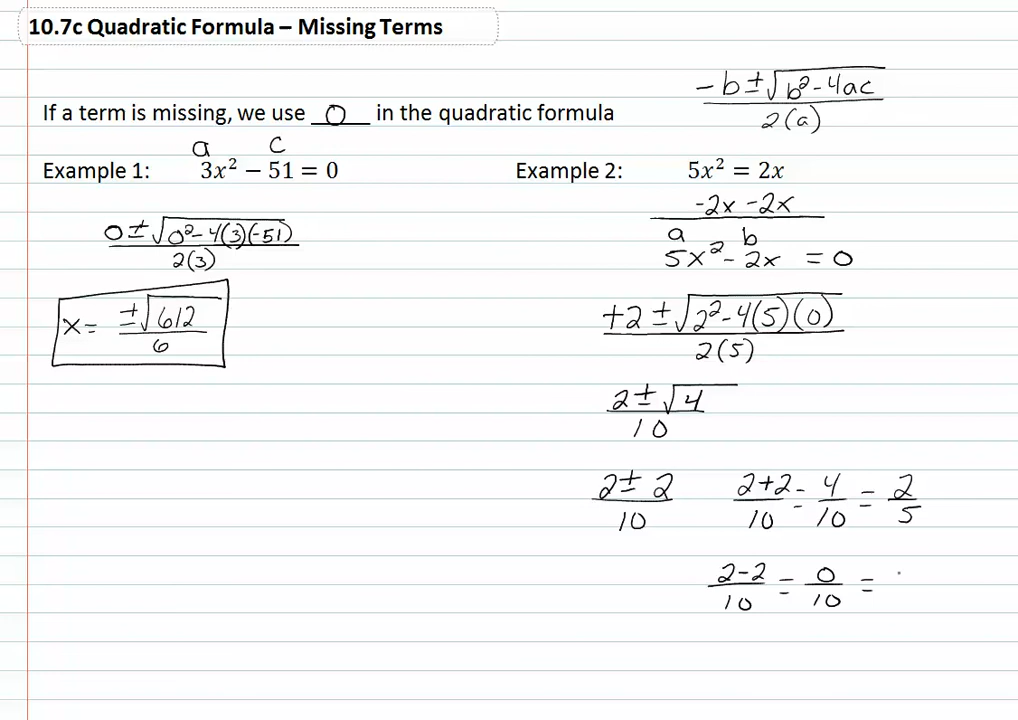 10.7c Quadratic Formula – Missing Terms
-b ± √(b² - 4ac) / 2(a)
If a term is missing, we use 0 in the quadratic formula
a c
Example 1: 3x² − 51 = 0
0 ± √(0² - 4(3)(-51)) / 2(3)
x = ±√612 / 6
Example 2: 5x² = 2x
-2x -2x
a b
5x² - 2x = 0
+2 ± √(2² - 4(5)(0)) / 2(5)
2 ± √4 / 10
2 ± 2 / 10
2+2 / 10 = 4/10 = 2/5
2-2 / 10 = 0/10 =